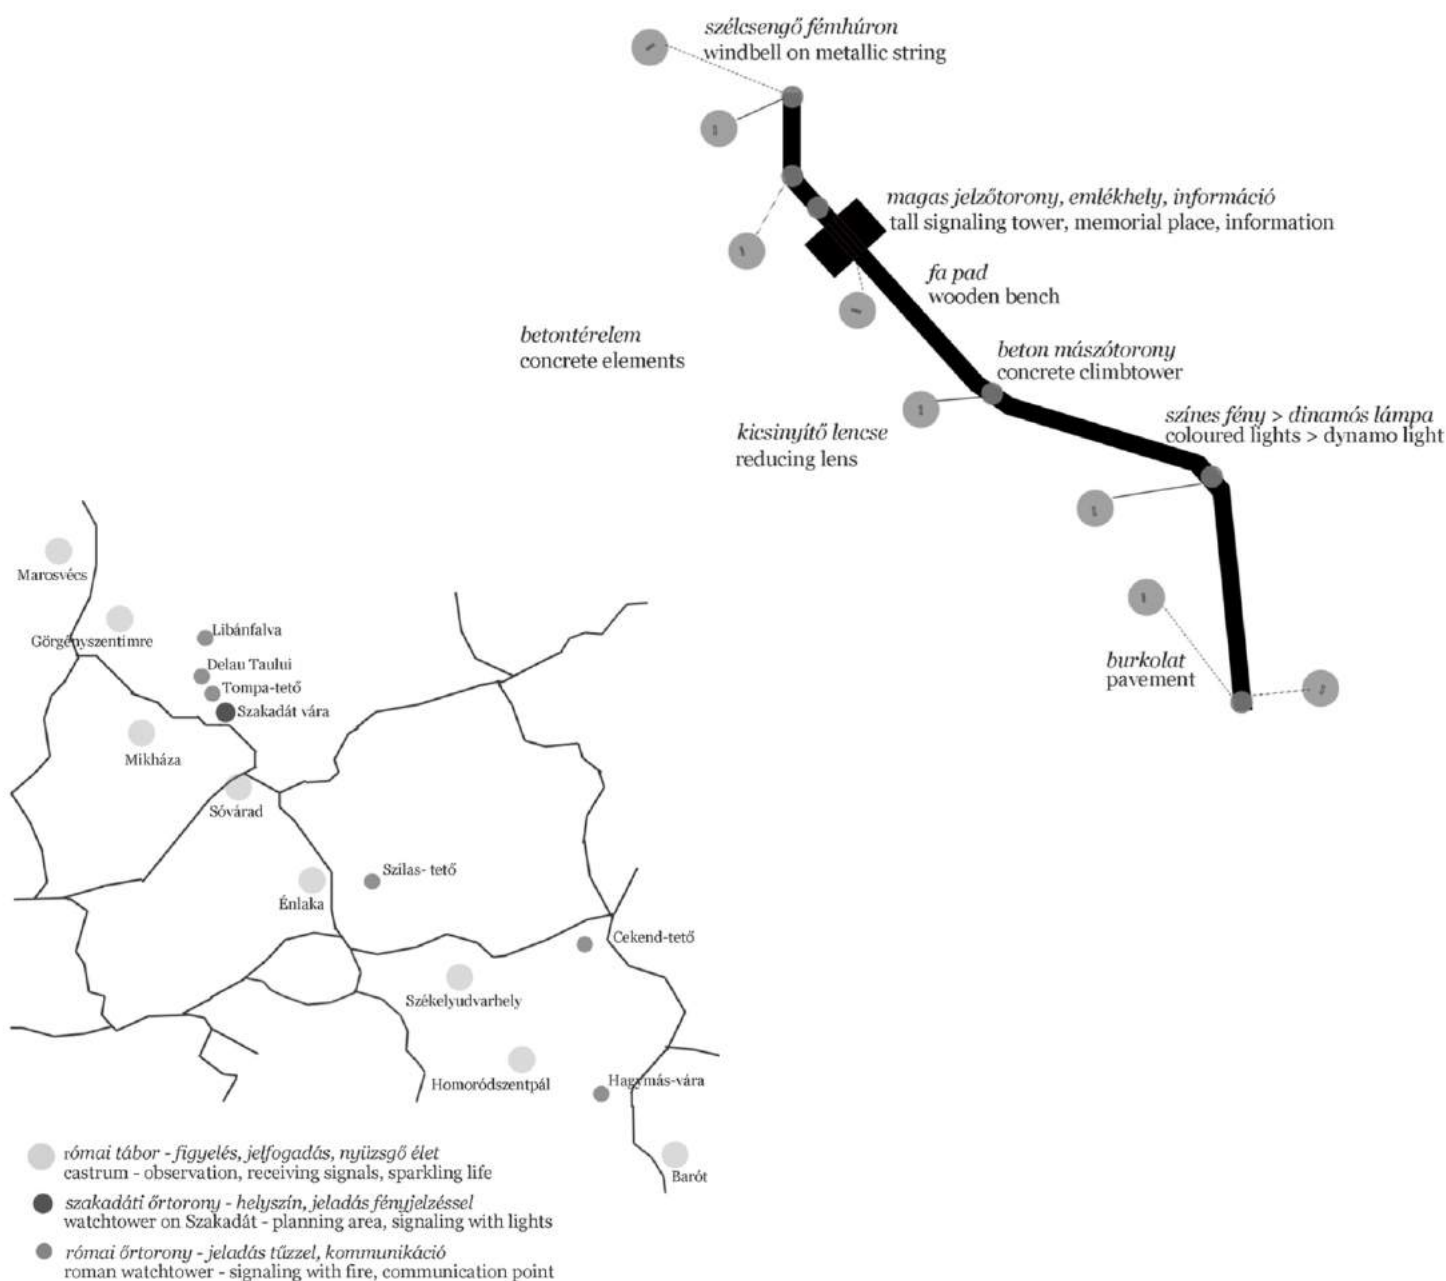 szélcsengő fémhúron
windbell on metallic string
magas jelzőtorony, emlékhely, információ
tall signaling tower, memorial place, information
fa pad
wooden bench
betontérelem
concrete elements
beton mászótorony
concrete climbtower
kicsinyítő lencse
reducing lens
színes fény > dinamós lámpa
coloured lights > dynamo light
burkolat
pavement
Marosvécs
Görgényszentimre
Libánfalva
Delau Taului
Tompa-tető
Szakadát vára
Mikháza
Sóvárad
Szilas- tető
Énlaka
Cekend-tető
Székelyudvarhely
Homoródszentpál
Hagymás-vára
Barót
római tábor - figyelés, jelfogadás, nyüzsgő élet
castrum - observation, receiving signals, sparkling life
szakadáti őrtorony - helyszín, jeladás fényjelzéssel
watchtower on Szakadát - planning area, signaling with lights
római őrtorony - jeladás tűzzel, kommunikáció
roman watchtower - signaling with fire, communication point